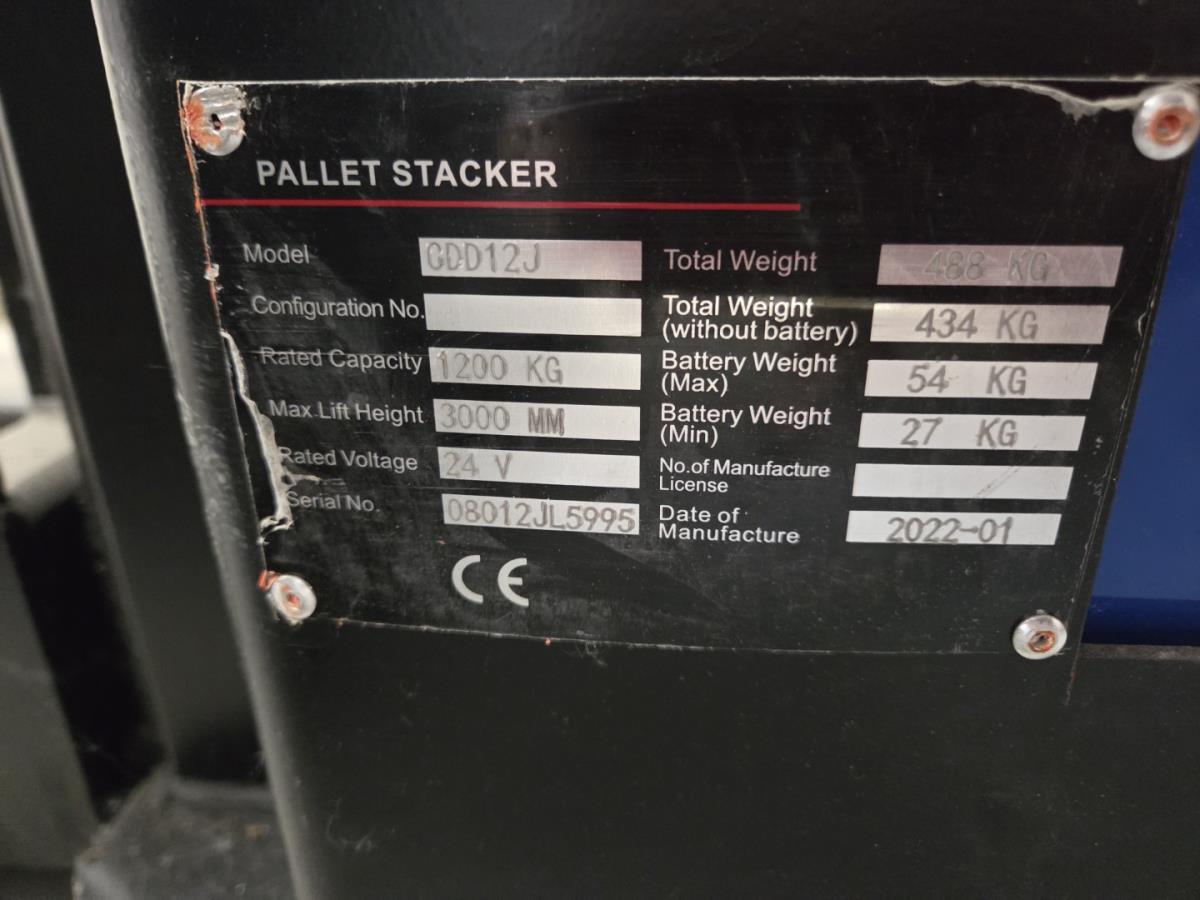 PALLET STACKER
Model CDD12J Total Weight 488 KG
Configuration No. Total Weight (without battery) 434 KG
Rated Capacity 1200 KG Battery Weight (Max) 54 KG
Max Lift Height 3000 MM Battery Weight (Min) 27 KG
Rated Voltage 24 V No.of Manufacture License
Serial No. 08012JL5995 Date of Manufacture 2022-01
CE